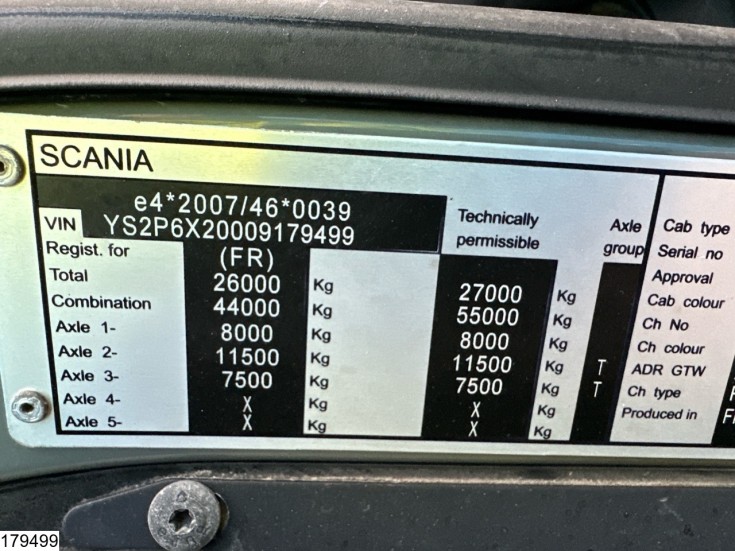 SCANIA
e4*2007/46*0039
VIN YS2P6X20009179499
Regist. for (FR)
Technically permissible
Axle group
Total 26000 Kg 27000 Kg
Combination 44000 Kg 55000 Kg
Axle 1- 8000 Kg 8000 Kg
Axle 2- 11500 Kg 11500 Kg T
Axle 3- 7500 Kg 7500 Kg T
Axle 4- X Kg X Kg
Axle 5- X Kg X Kg
Cab type
Serial no
Approval
Cab colour
Ch No
Ch colour
ADR GTW
Ch type
Produced in
179499